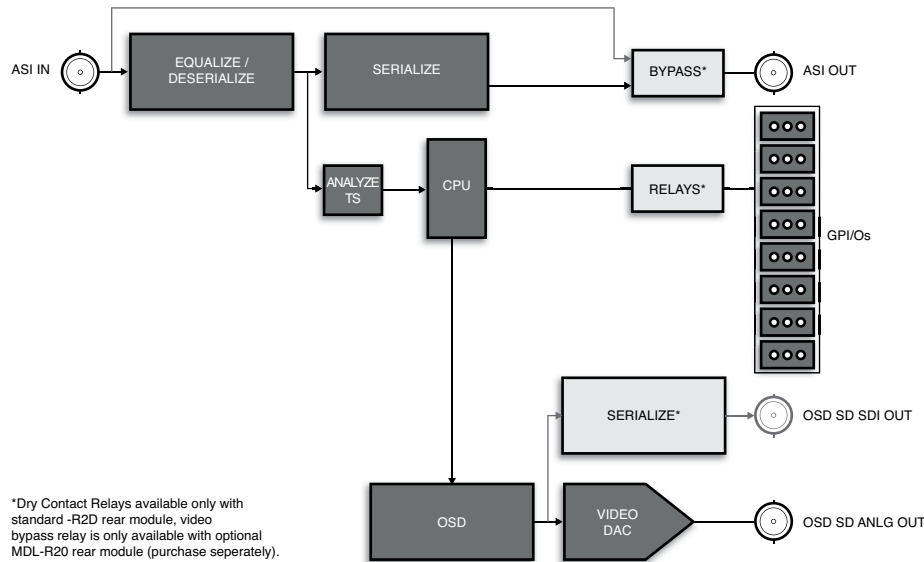 ASI IN
EQUALIZE /
DESERIALIZE
SERIALIZE
BYPASS*
ASI OUT
ANALYZE
TS
CPU
RELAYS*
GPI/Os
SERIALIZE*
OSD SD SDI OUT
OSD
VIDEO
DAC
OSD SD ANLG OUT
*Dry Contact Relays available only with
standard -R2D rear module, video
bypass relay is only available with optional
MDL-R20 rear module (purchase seperately).